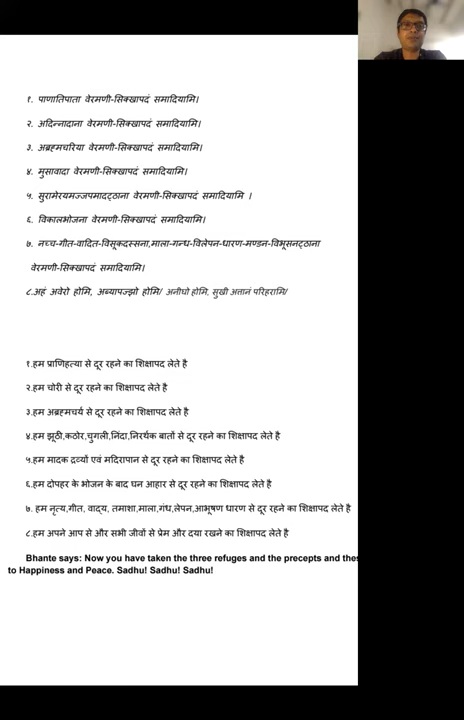 १. पाणातिपाता वेरमणी-सिक्खापदं समादियामि।
२. अदिन्नादाना वेरमणी-सिक्खापदं समादियामि।
३. अब्रह्मचरिया वेरमणी-सिक्खापदं समादियामि।
४. मुसावादा वेरमणी-सिक्खापदं समादियामि।
५. सुरामेरयमज्जपमादट्ठाना वेरमणी-सिक्खापदं समादियामि ।
६. विकालभोजना वेरमणी-सिक्खापदं समादियामि।
७. नच्च-गीत-वादित-विसूकदस्सना,माला-गन्ध-विलेपन-धारण-मण्डन-विभूसनट्ठाना
वेरमणी-सिक्खापदं समादियामि।
८.अहं अवेरो होमि, अब्यापज्झो होमि/ अनीघो होमि, सुखी अत्तानं परिहरामि/
१.हम प्राणिहत्या से दूर रहने का शिक्षापद लेते है
२.हम चोरी से दूर रहने का शिक्षापद लेते है
३.हम अब्रह्मचर्य से दूर रहने का शिक्षापद लेते है
४.हम झूठी,कठोर,चुगली,निंदा,निरर्थक बातों से दूर रहने का शिक्षापद लेते है
५.हम मादक द्रव्यों एवं मदिरापान से दूर रहने का शिक्षापद लेते है
६.हम दोपहर के भोजन के बाद घन आहार से दूर रहने का शिक्षापद लेते है
७. हम नृत्य,गीत, वाद्य, तमाशा,माला,गंध,लेपन,आभूषण धारण से दूर रहने का शिक्षापद लेते है
८.हम अपने आप से और सभी जीवों से प्रेम और दया रखने का शिक्षापद लेते है
Bhante says: Now you have taken the three refuges and the precepts and thes
to Happiness and Peace. Sadhu! Sadhu! Sadhu!